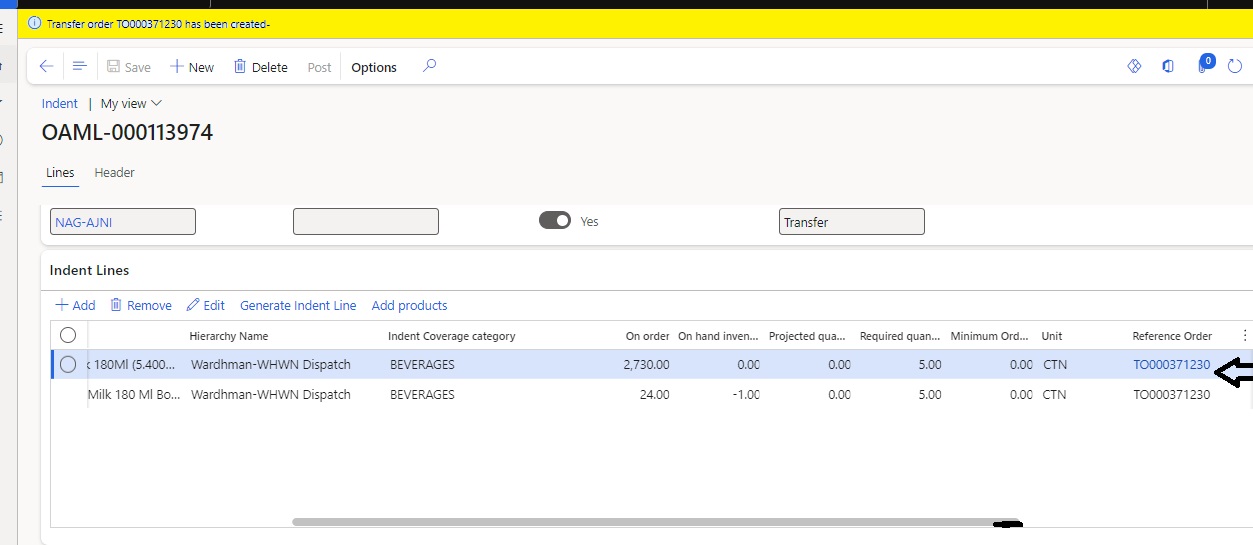 Transfer order TO000371230 has been created-
Save New Delete Post Options
0
Indent | My view
OAML-000113974
Lines Header
NAG-AJNI Yes Transfer
Indent Lines
Add Remove Edit Generate Indent Line Add products
Hierarchy Name Indent Coverage category On order On hand inven... Projected qua... Required quan... Minimum Ord... Unit Reference Order
180Ml (5.400... Wardhman-WHWN Dispatch BEVERAGES 2,730.00 0.00 0.00 5.00 0.00 CTN TO000371230
Milk 180 Ml Bo... Wardhman-WHWN Dispatch BEVERAGES 24.00 -1.00 0.00 5.00 0.00 CTN TO000371230